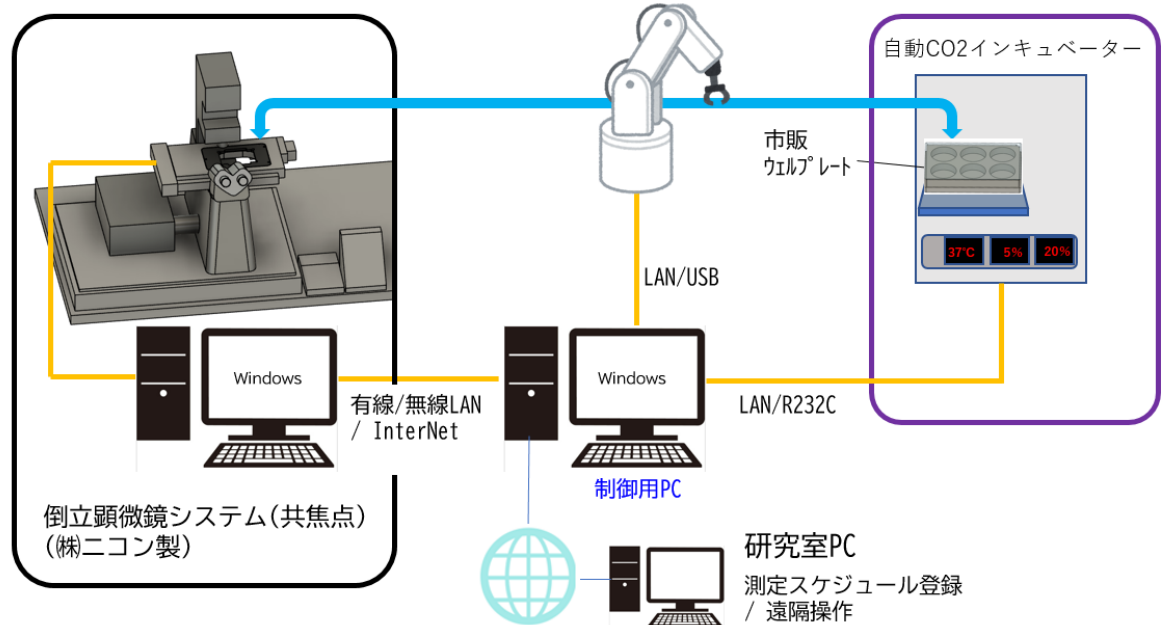 自動CO2インキュベーター
市販
ウェルプレート
37℃
5%
20%
LAN/USB
Windows
Windows
有線/無線LAN
/ InterNet
LAN/R232C
制御用PC
倒立顕微鏡システム(共焦点)
(㈱ニコン製)
研究室PC
測定スケジュール登録
/ 遠隔操作